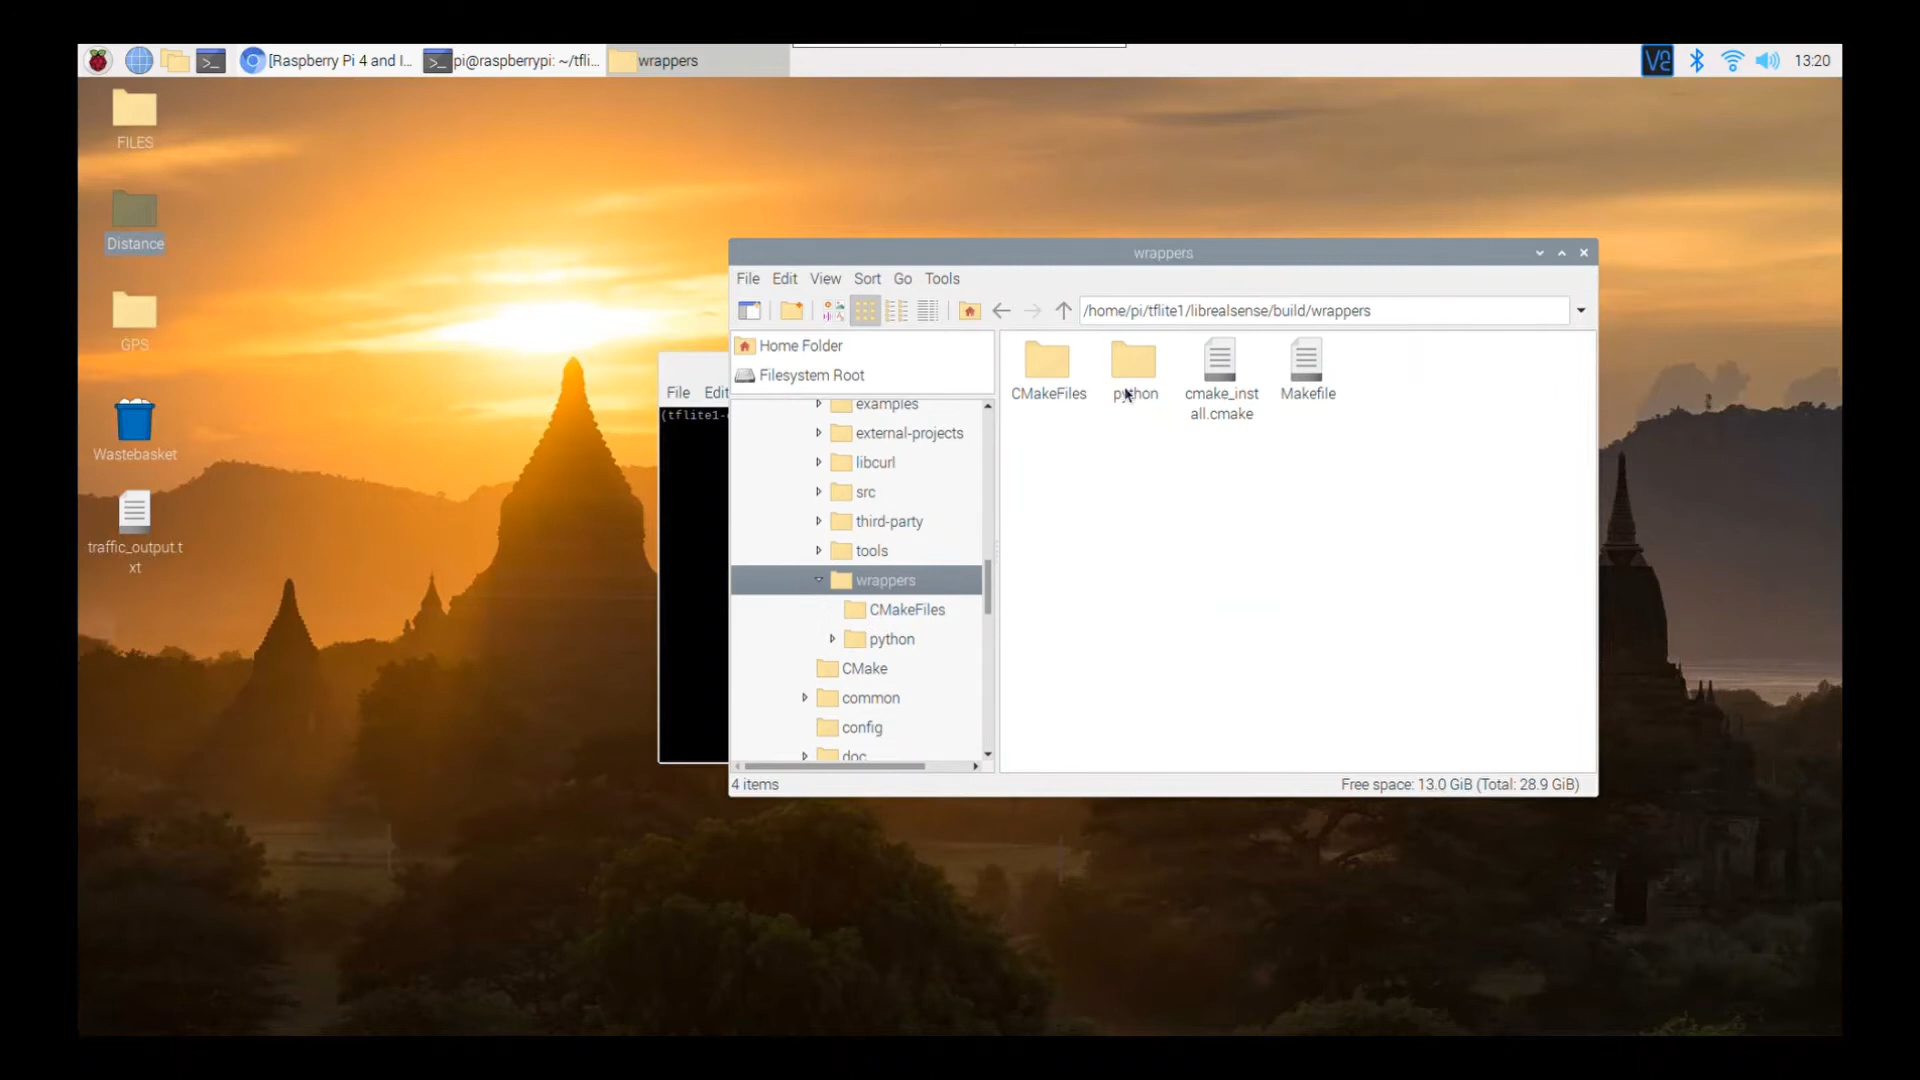 [Raspberry Pi 4 and I...
pi@raspberrypi: ~/tfli...
wrappers
13:20
FILES
Distance
GPS
Wastebasket
traffic_output.t
xt
File Edit
(tflite1-
wrappers
File Edit View Sort Go Tools
/home/pi/tflite1/librealsense/build/wrappers
Home Folder
Filesystem Root
examples
external-projects
libcurl
src
third-party
tools
wrappers
CMakeFiles
python
CMake
common
config
doc
CMakeFiles
python
cmake_inst
all.cmake
Makefile
4 items
Free space: 13.0 GiB (Total: 28.9 GiB)